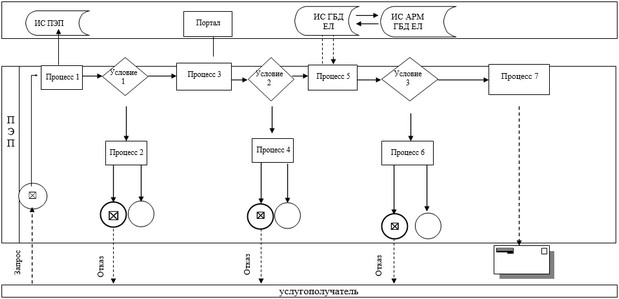 ИС ПЭП
Портал
ИС ГБД
ЕЛ
ИС АРМ
ГБД ЕЛ
Процесс 1
Условие
1
Процесс 3
Условие
2
Процесс 5
Условие
3
Процесс 7
П
Э
П
Процесс 2
Процесс 4
Процесс 6
Запрос
Отказ
Отказ
Отказ
услугополучатель